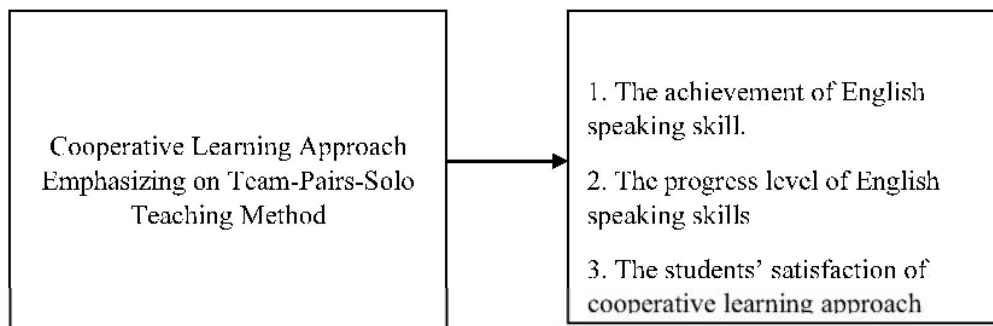 Cooperative Learning Approach
Emphasizing on Team-Pairs-Solo
Teaching Method
1. The achievement of English
speaking skill.
2. The progress level of English
speaking skills
3. The students' satisfaction of
cooperative learning approach